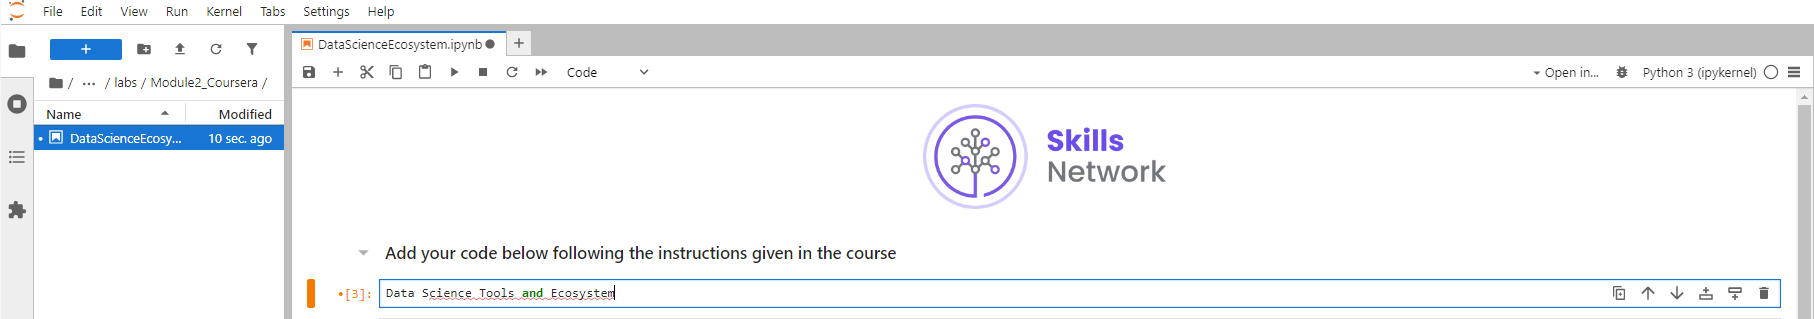 File Edit View Run Kernel Tabs Settings Help
DataScienceEcosystem.ipynb
Code
Open in...
Python 3 (ipykernel)
/ ... / labs / Module2_Coursera /
Name Modified
DataScienceEcosy... 10 sec. ago
Skills
Network
Add your code below following the instructions given in the course
[3]: Data Science Tools and Ecosystem